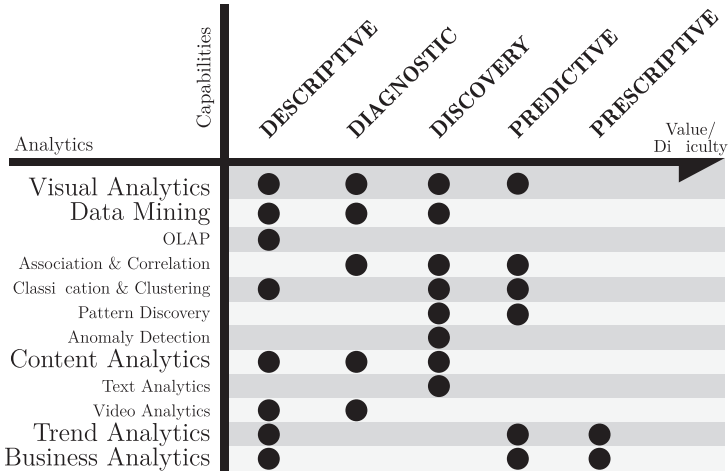 Capabilities
DESCRIPTIVE
DIAGNOSTIC
DISCOVERY
PREDICTIVE
PRESCRIPTIVE
Value/
Di iculty
Analytics
Visual Analytics
Data Mining
OLAP
Association & Correlation
Classi cation & Clustering
Pattern Discovery
Anomaly Detection
Content Analytics
Text Analytics
Video Analytics
Trend Analytics
Business Analytics